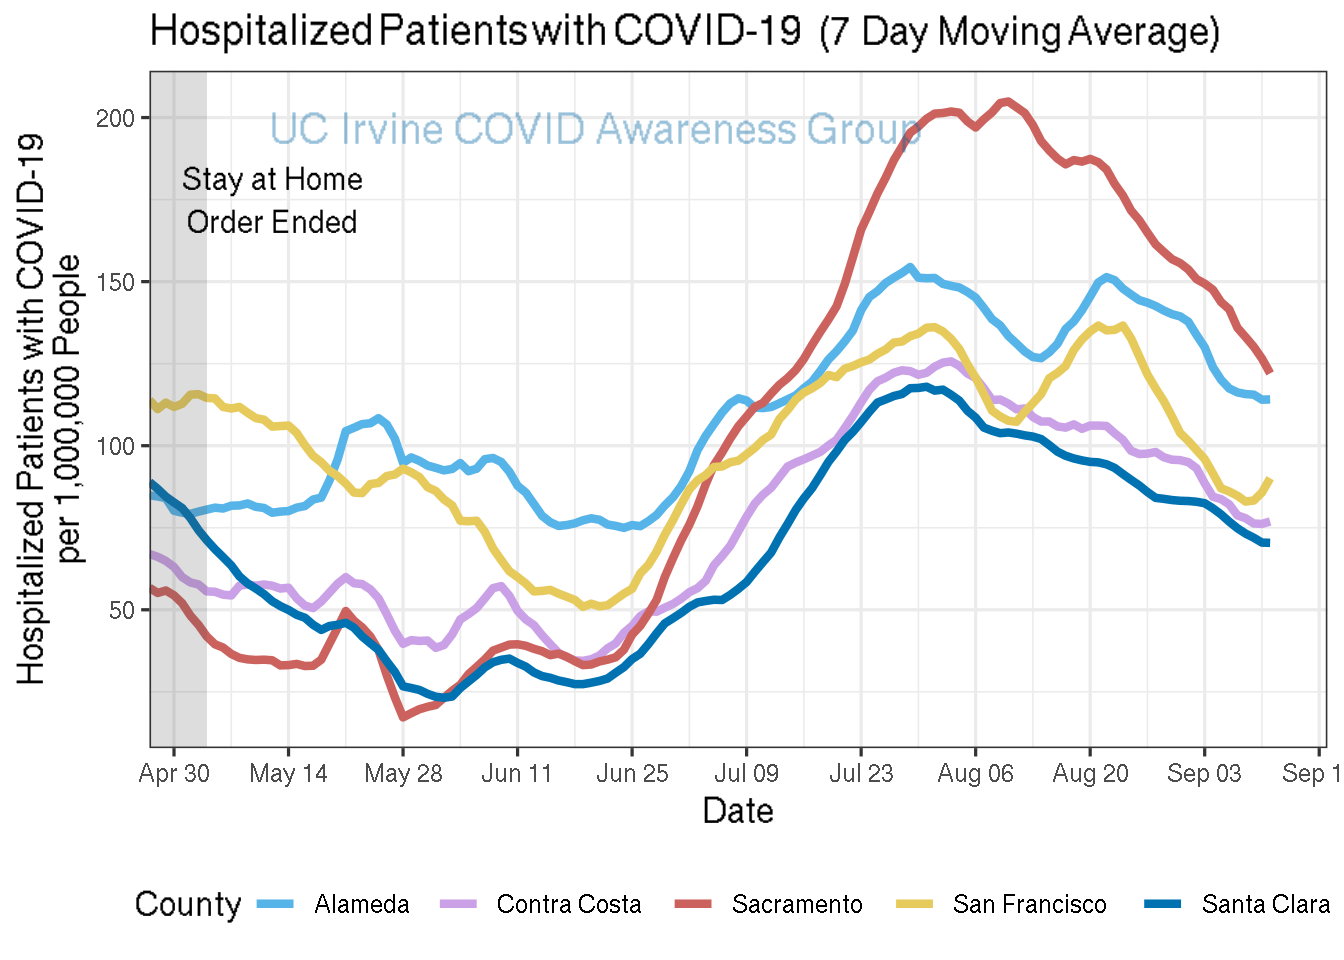 Hospitalized Patients with COVID-19 (7 Day Moving Average)
UC Irvine COVID Awareness Group
Stay at Home
Order Ended
Hospitalized Patients with COVID-19
per 1,000,000 People
200
150
100
50
Apr 30 May 14 May 28 Jun 11 Jun 25 Jul 09 Jul 23 Aug 06 Aug 20 Sep 03 Sep 1
Date
County Alameda Contra Costa Sacramento San Francisco Santa Clara